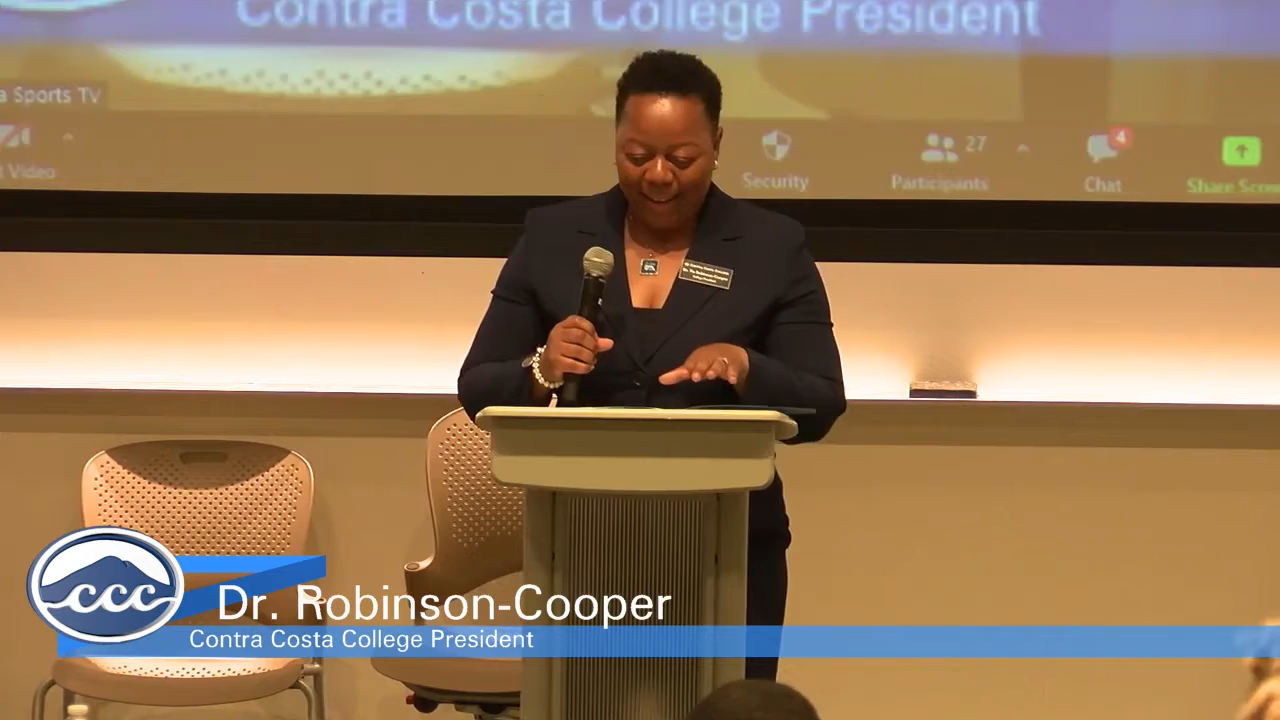 Contra Costa College President
a Sports TV
27
4
t Video
Security
Participants
Chat
Share Scree
ccc
Dr. Robinson-Cooper
Contra Costa College President